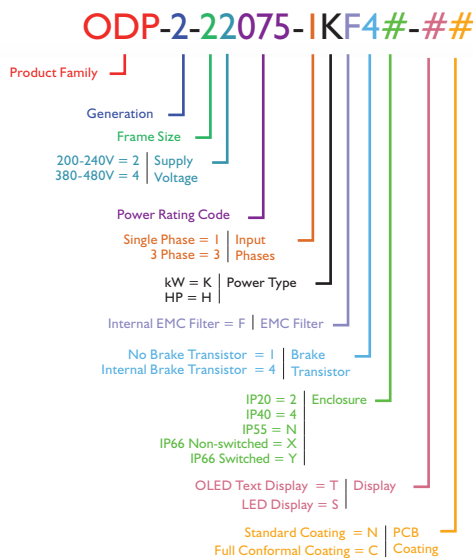 ODP-2-22075-1KF4#-##
Product Family
Generation
Frame Size
200-240V = 2 | Supply
380-480V = 4 | Voltage
Power Rating Code
Single Phase = 1 | Input
3 Phase = 3 | Phases
kW = K | Power Type
HP = H
Internal EMC Filter = F | EMC Filter
No Brake Transistor = 1 | Brake
Internal Brake Transistor = 4 | Transistor
IP20 = 2 | Enclosure
IP40 = 4
IP55 = N
IP66 Non-switched = X
IP66 Switched = Y
OLED Text Display = T | Display
LED Display = S
Standard Coating = N | PCB
Full Conformal Coating = C | Coating